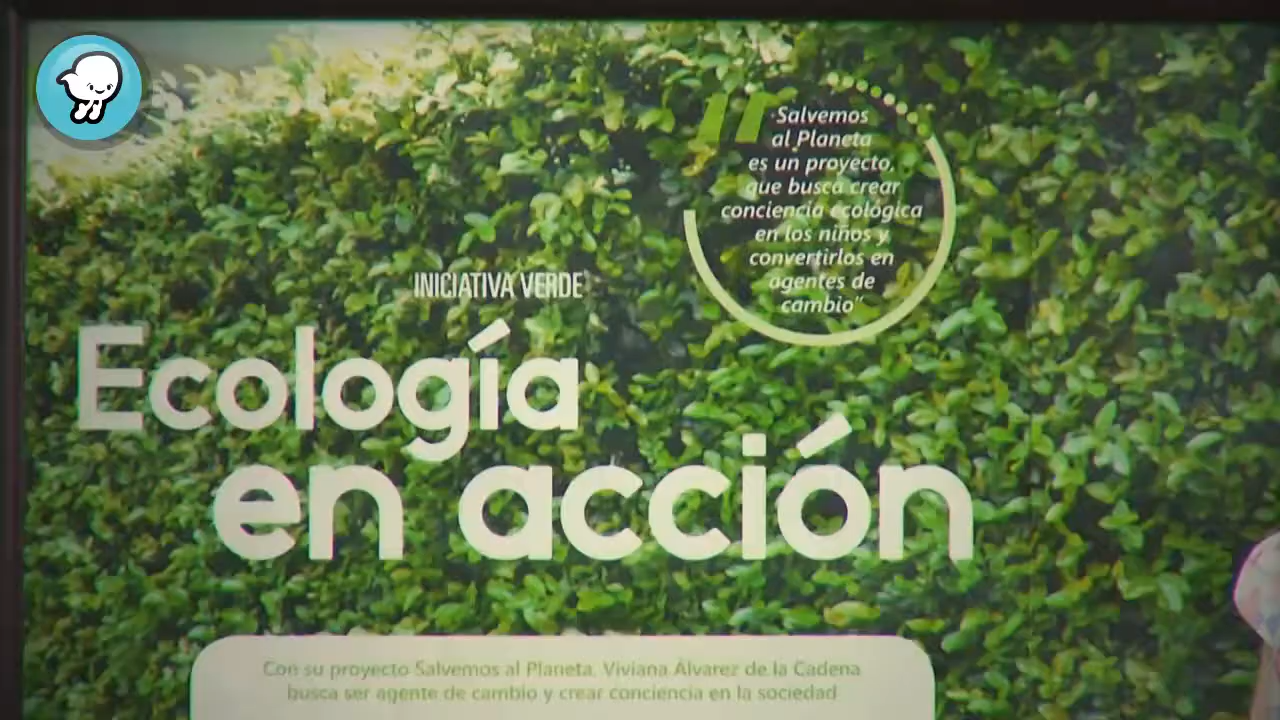 "Salvemos
al Planeta
es un proyecto,
que busca crear
conciencia ecológica
en los niños y
convertirlos en
agentes de
cambio"
INICIATIVA VERDE
Ecología
en acción
Con su proyecto Salvemos al Planeta, Viviana Álvarez de la Cadena
busca ser agente de cambio y crear conciencia en la sociedad